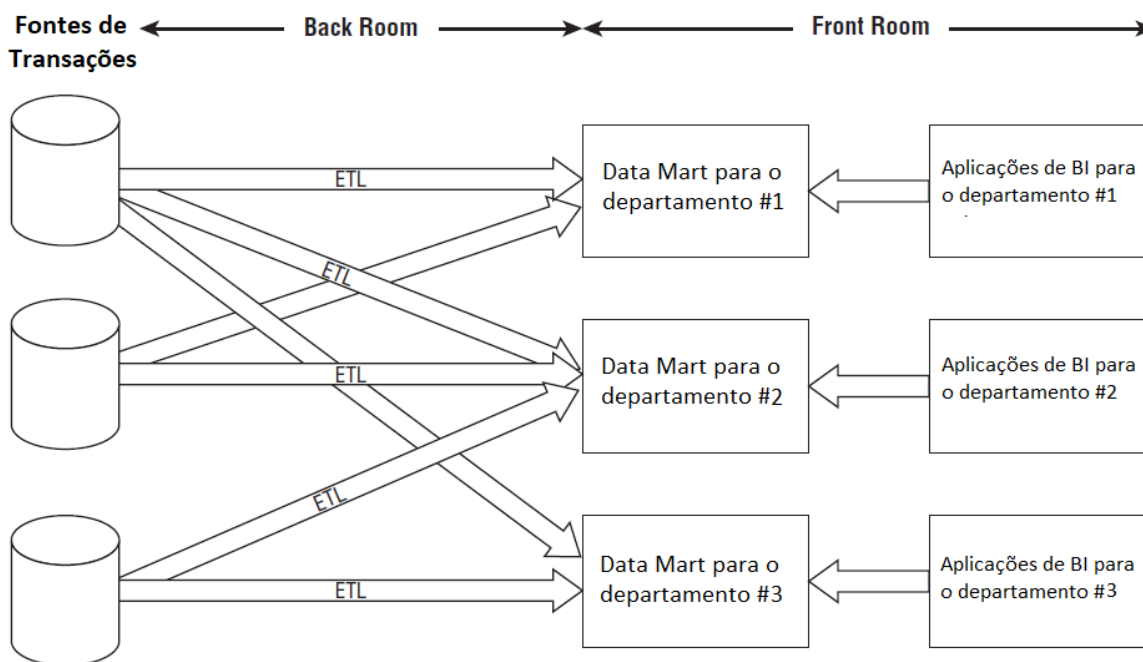 Fontes de
Transações
Back Room
Front Room
ETL
Data Mart para o
departamento #1
Aplicações de BI para
o departamento #1
ETL
ETL
Data Mart para o
departamento #2
Aplicações de BI para
o departamento #2
ETL
ETL
Data Mart para o
departamento #3
Aplicações de BI para
o departamento #3